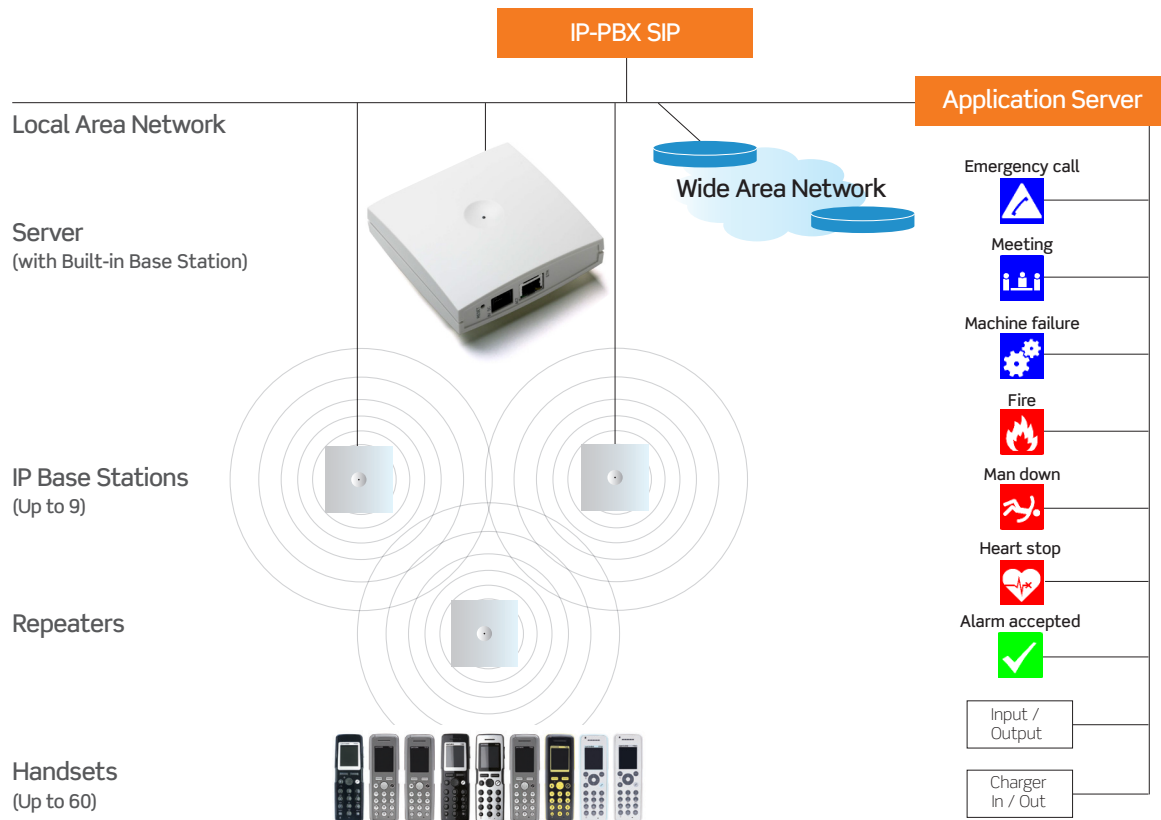 IP-PBX SIP
Application Server
Local Area Network
Wide Area Network
Server
(with Built-in Base Station)
Emergency call
Meeting
Machine failure
Fire
IP Base Stations
(Up to 9)
Man down
Heart stop
Repeaters
Alarm accepted
Input /
Output
Handsets
(Up to 60)
Charger
In / Out